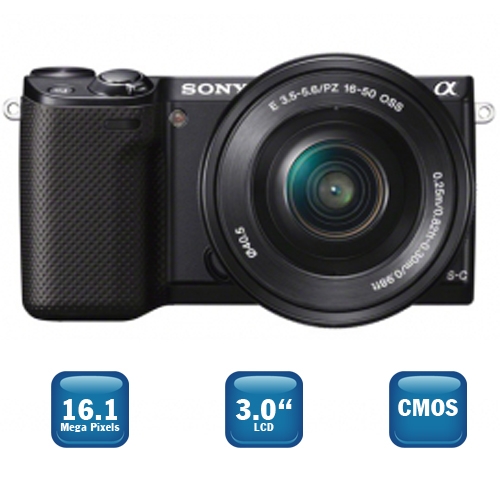 SONY
α
E 3.5-5.6/PZ 16-50 OSS
0.25m/0.82ft-0.30m/0.98ft
Ø40.5
S-C
16.1
Mega Pixels
3.0“
LCD
CMOS